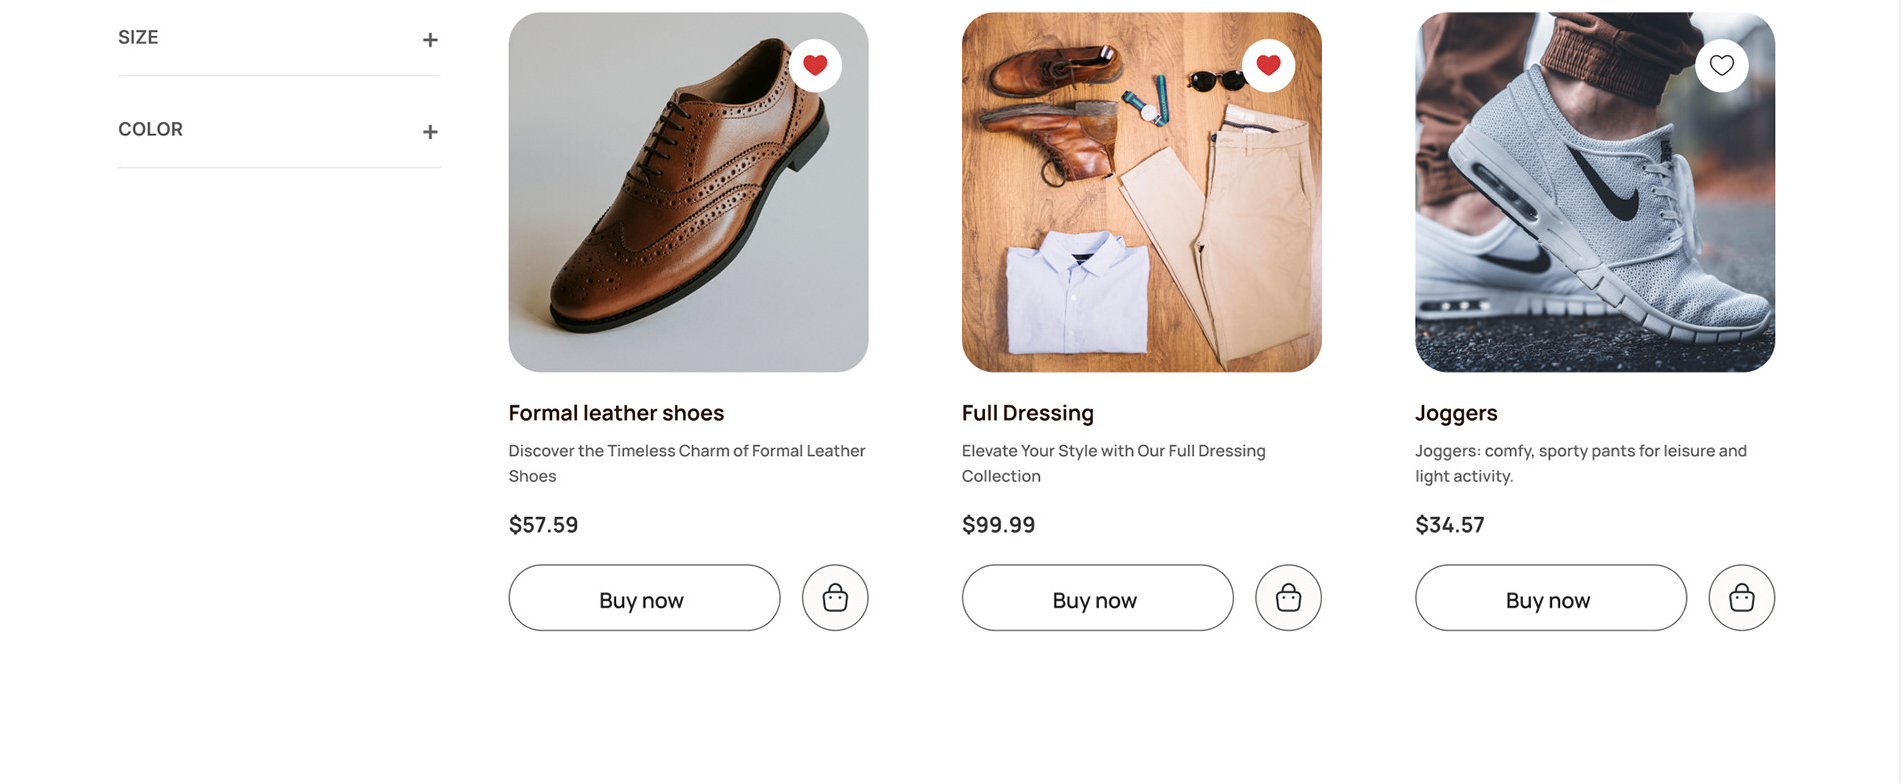 SIZE
COLOR
Formal leather shoes
Discover the Timeless Charm of Formal Leather
Shoes
$57.59
Buy now
Full Dressing
Elevate Your Style with Our Full Dressing
Collection
$99.99
Buy now
Joggers
Joggers: comfy, sporty pants for leisure and
light activity.
$34.57
Buy now